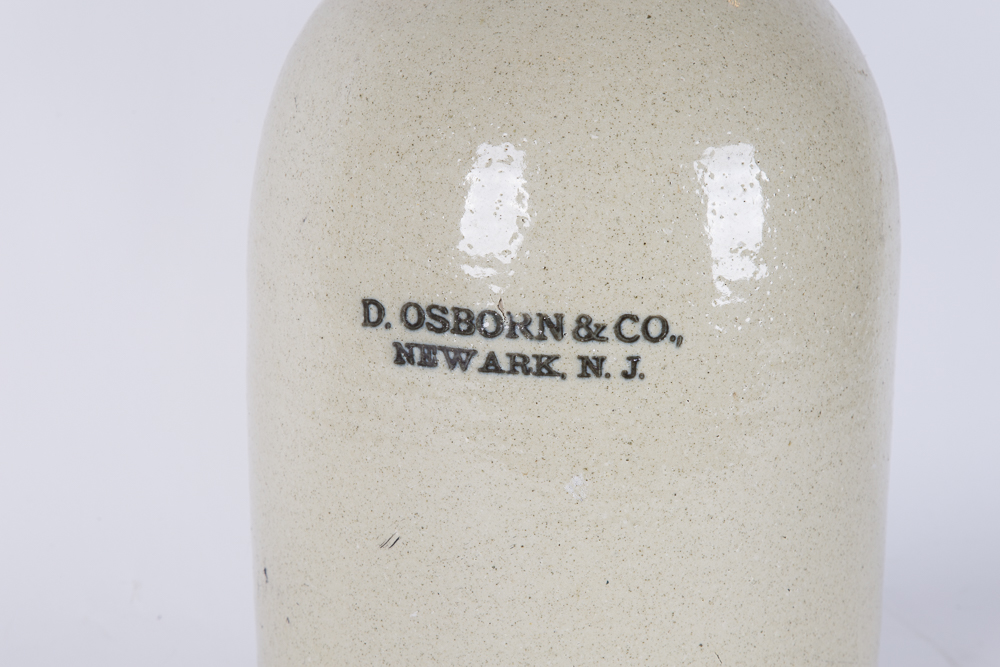 D. OSBORN & CO.,
NEWARK, N. J.